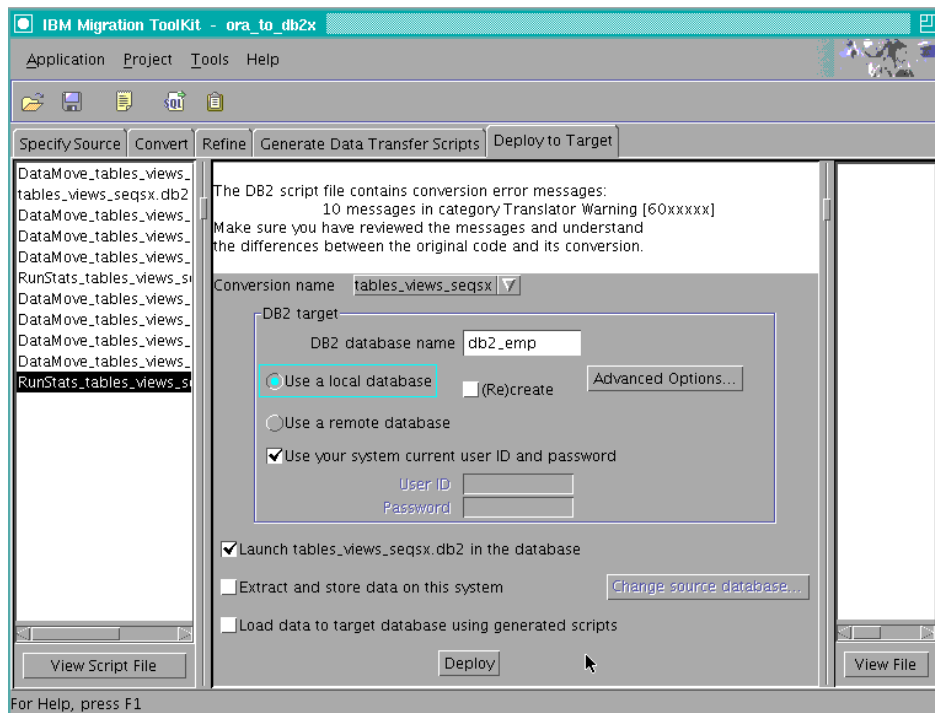 IBM Migration ToolKit - ora_to_db2x
Application Project Tools Help
SQL
Specify Source Convert Refine Generate Data Transfer Scripts Deploy to Target
DataMove_tables_views_
tables_views_seqsx.db2
DataMove_tables_views_
DataMove_tables_views_
DataMove_tables_views_
RunStats_tables_views_s
DataMove_tables_views_
DataMove_tables_views_
DataMove_tables_views_
DataMove_tables_views_
RunStats_tables_views_s
View Script File
The DB2 script file contains conversion error messages:
10 messages in category Translator Warning [60xxxxx]
Make sure you have reviewed the messages and understand
the differences between the original code and its conversion.
Conversion name tables_views_seqsx
DB2 target
DB2 database name db2_emp
Use a local database (Re)create Advanced Options...
Use a remote database
Use your system current user ID and password
User ID
Password
Launch tables_views_seqsx.db2 in the database
Extract and store data on this system Change source database...
Load data to target database using generated scripts
Deploy
View File
For Help, press F1